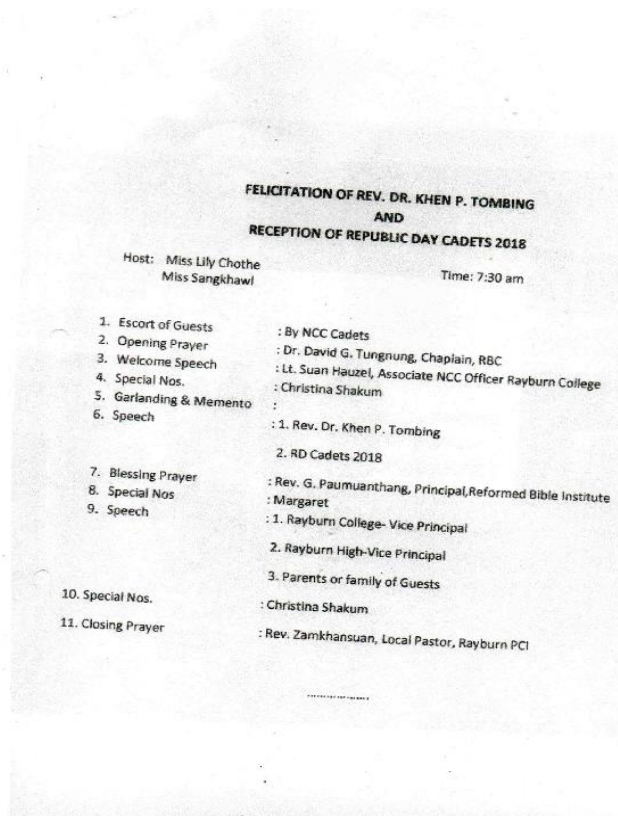 FELICITATION OF REV. DR. KHEN P. TOMBING
AND
RECEPTION OF REPUBLIC DAY CADETS 2018
Host: Miss Lily Chothe
Miss Sangkhawl
Time: 7:30 am
1. Escort of Guests : By NCC Cadets
2. Opening Prayer : Dr. David G. Tungnung, Chaplain, RBC
3. Welcome Speech : Lt. Suan Hauzel, Associate NCC Officer Rayburn College
4. Special Nos. : Christina Shakum
5. Garlanding & Memento :
6. Speech : 1. Rev. Dr. Khen P. Tombing
2. RD Cadets 2018
7. Blessing Prayer : Rev. G. Paumuanthang, Principal,Reformed Bible Institute
8. Special Nos : Margaret
9. Speech : 1. Rayburn College- Vice Principal
2. Rayburn High-Vice Principal
3. Parents or family of Guests
10. Special Nos. : Christina Shakum
11. Closing Prayer : Rev. Zamkhansuan, Local Pastor, Rayburn PCI